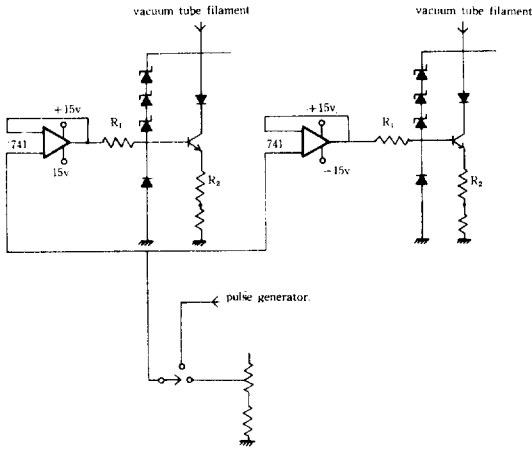 vacuum tube filament
vacuum tube filament
+15v
R₁
741
15v
R₂
+15v
R₁
741
−15v
R₂
pulse generator.